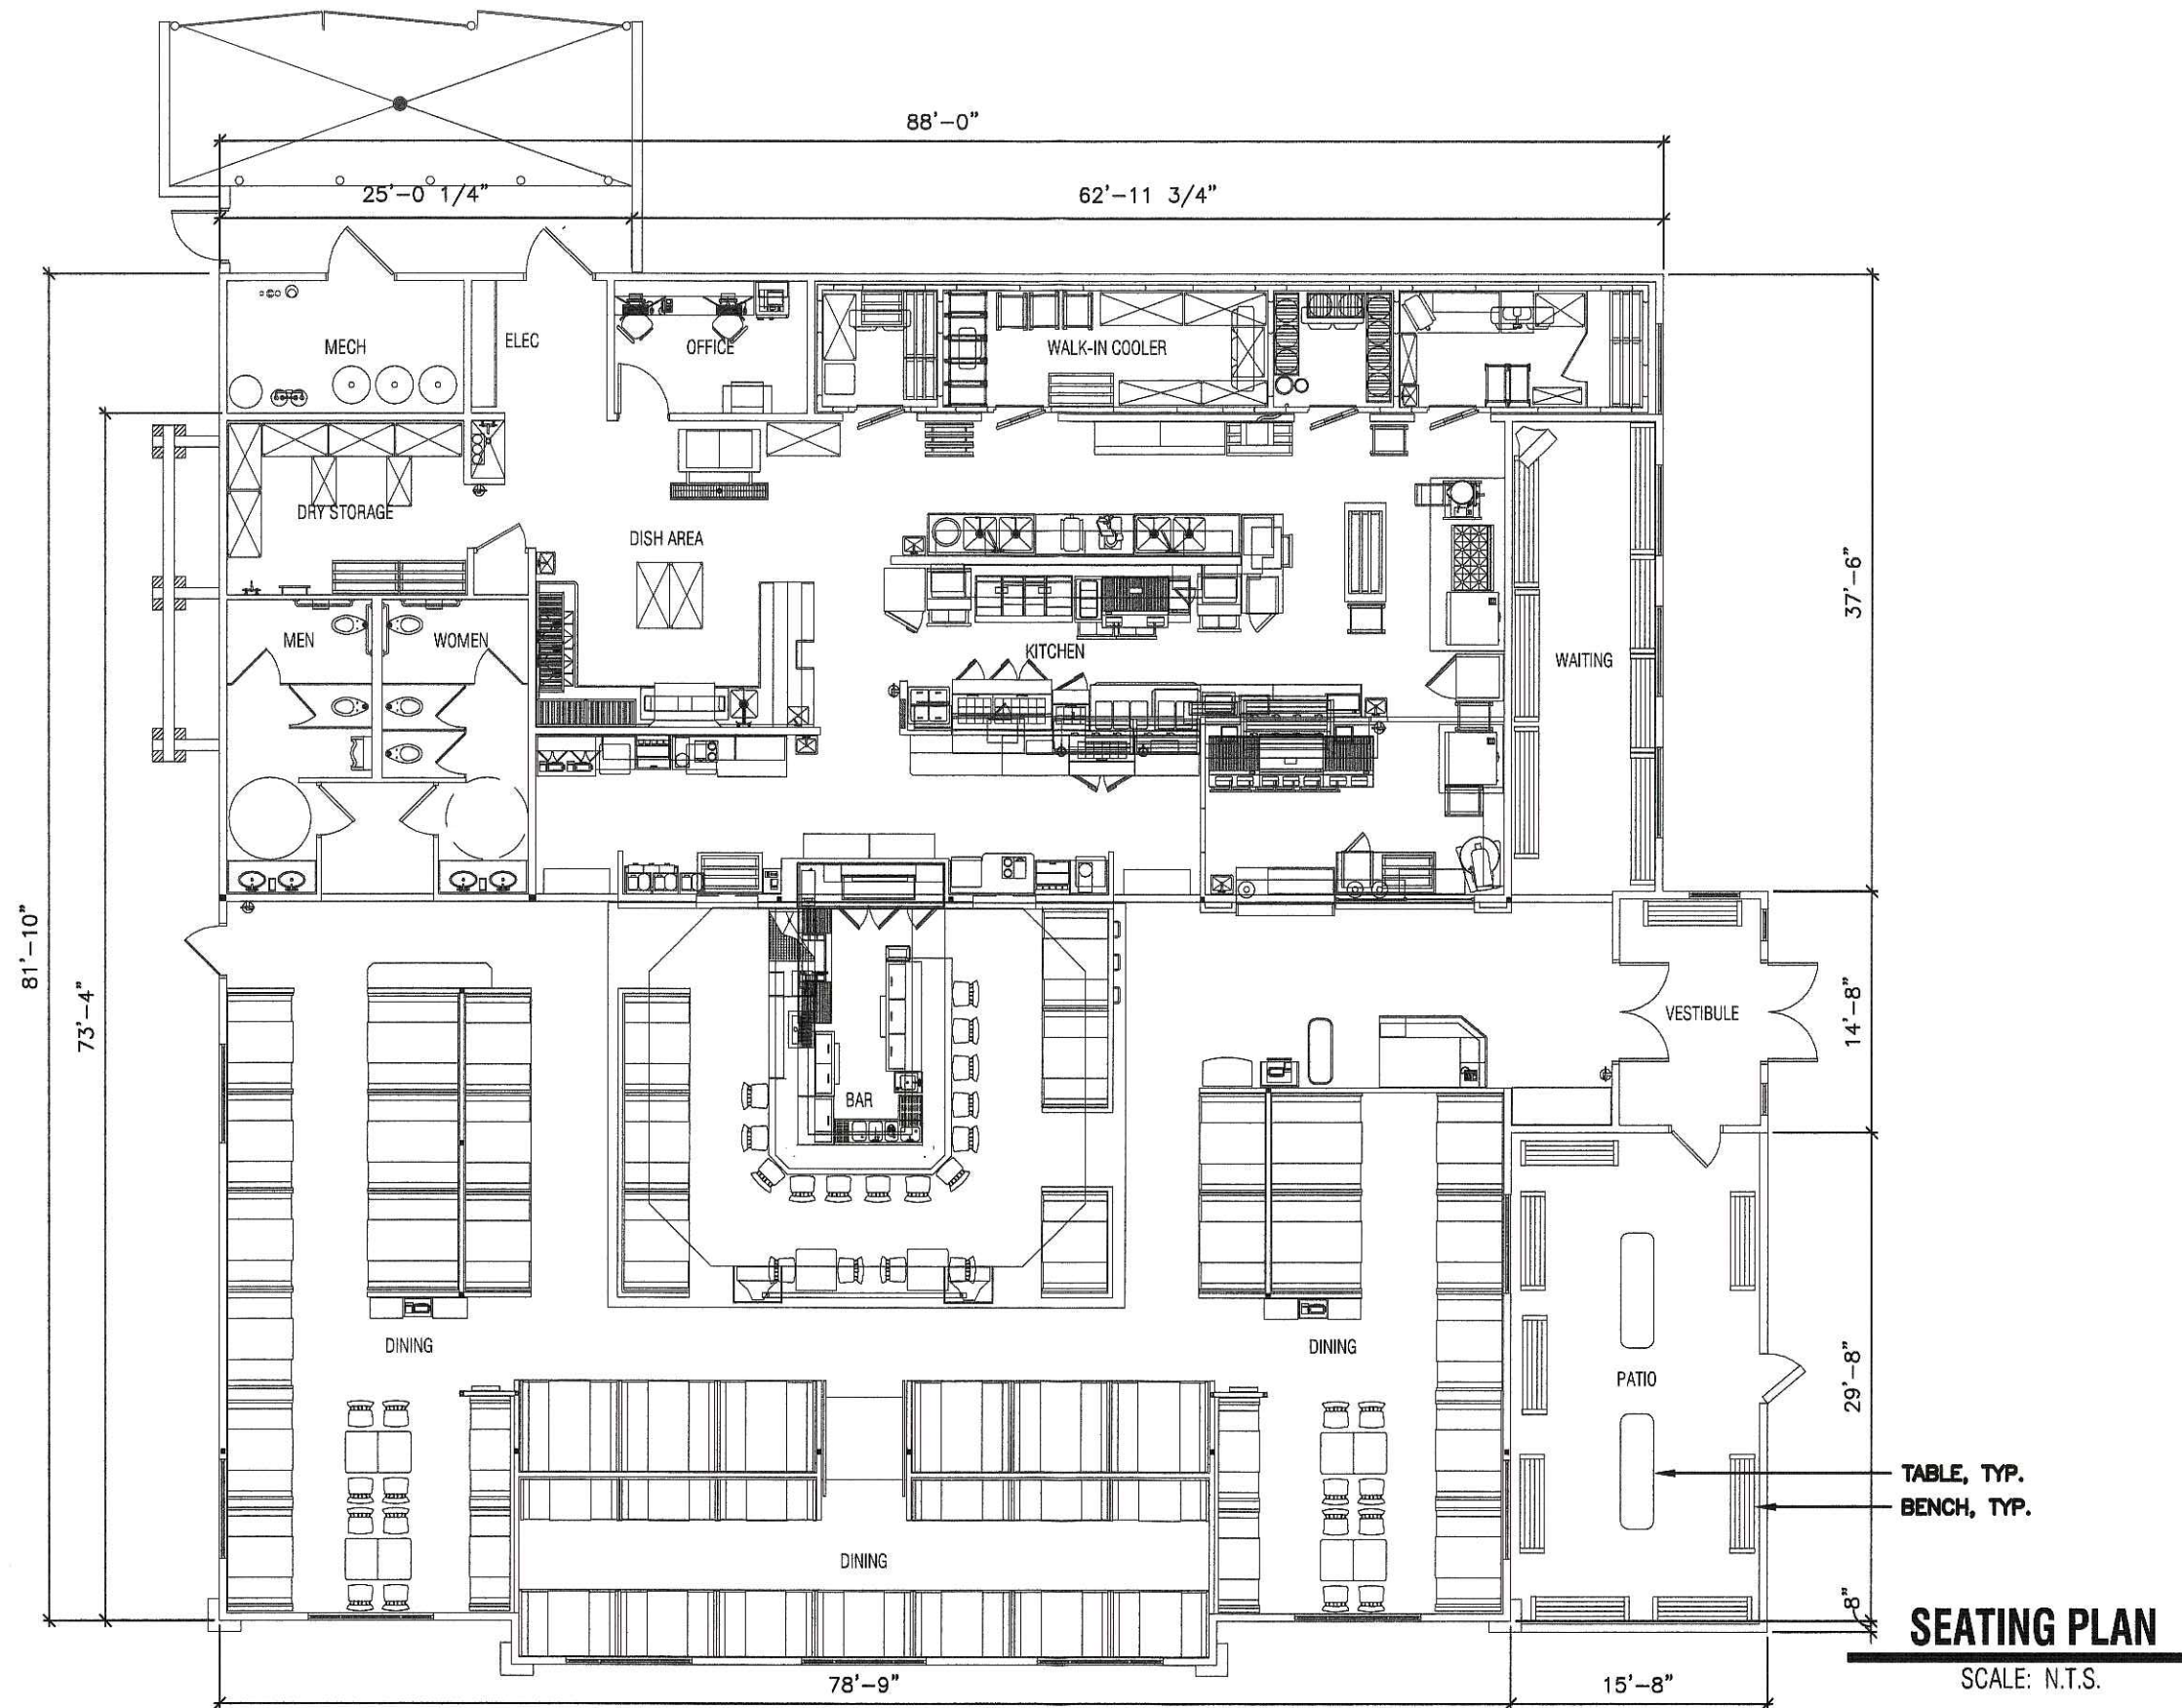 88'-0"
25'-0 1/4"
62'-11 3/4"
MECH
ELEC
OFFICE
WALK-IN COOLER
DRY STORAGE
DISH AREA
37'-6"
MEN
WOMEN
KITCHEN
WAITING
81'-10"
73'-4"
VESTIBULE
14'-8"
BAR
DINING
DINING
PATIO
29'-8"
TABLE, TYP.
BENCH, TYP.
DINING
8"
SEATING PLAN
SCALE: N.T.S.
78'-9"
15'-8"